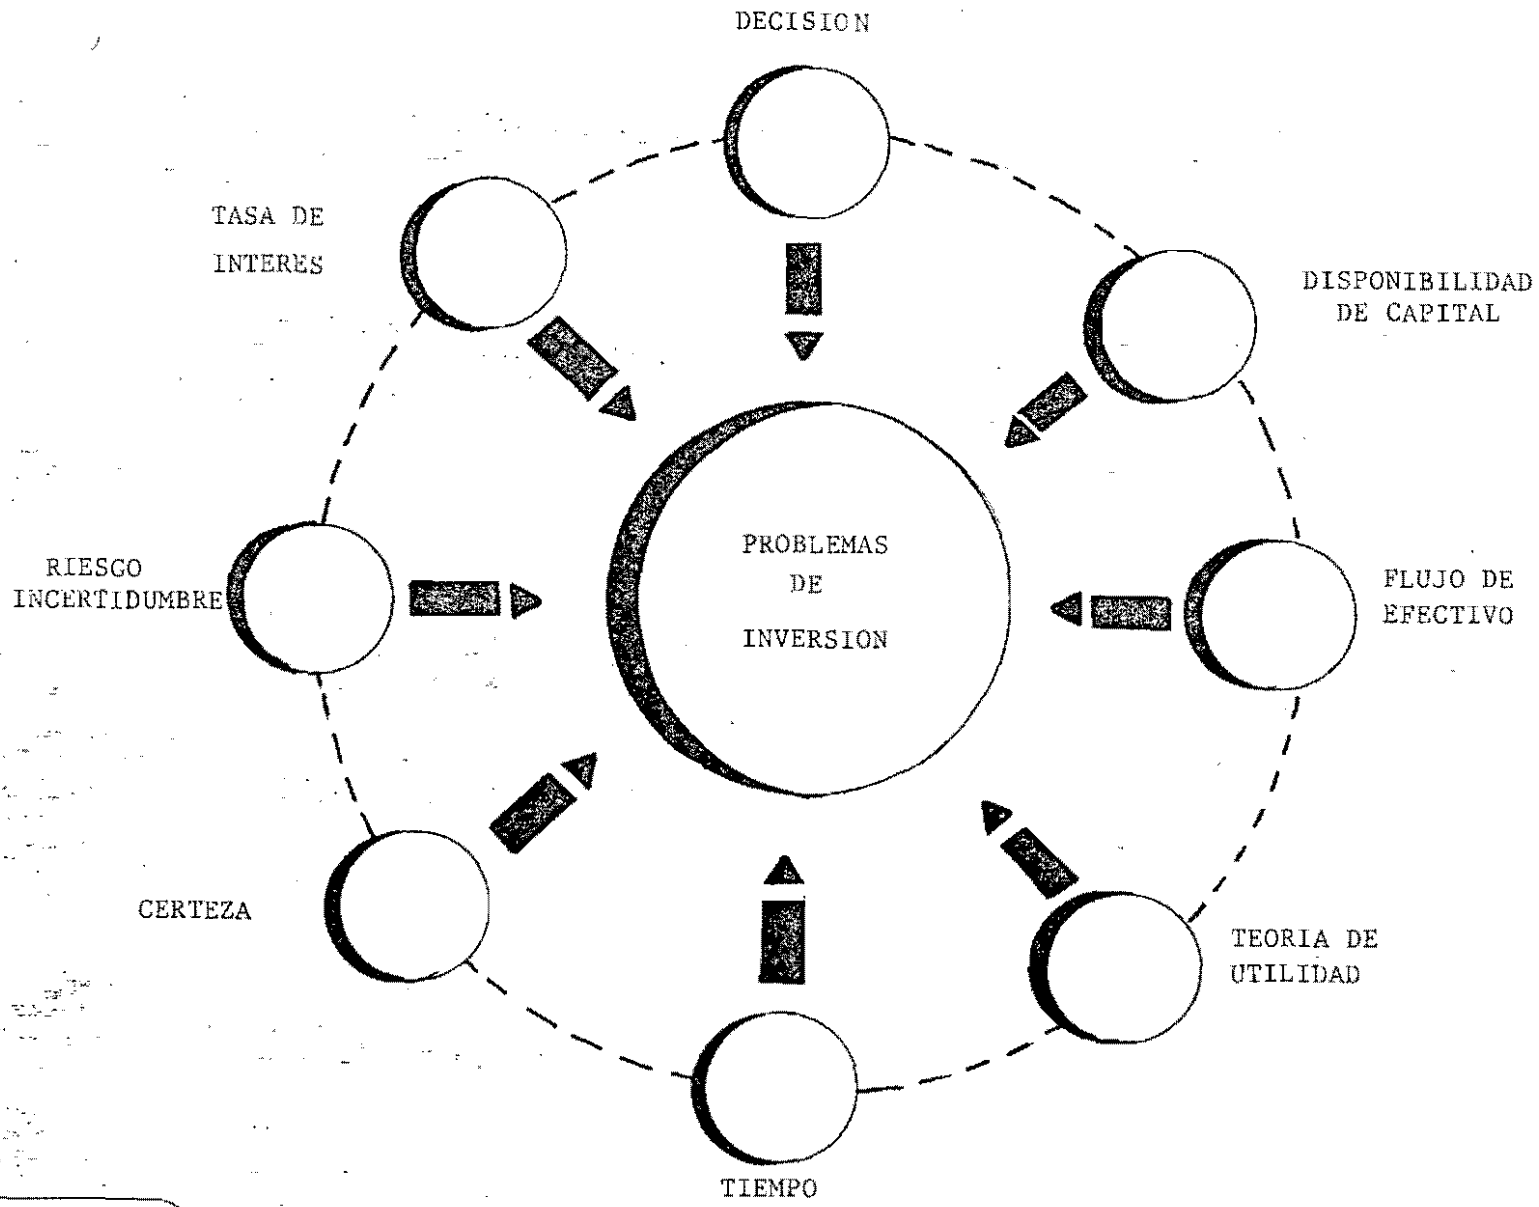 DECISION
TASA DE
INTERES
DISPONIBILIDAD
DE CAPITAL
RIESGO
INCERTIDUMBRE
PROBLEMAS
DE
INVERSION
FLUJO DE
EFECTIVO
CERTEZA
TEORIA DE
UTILIDAD
TIEMPO